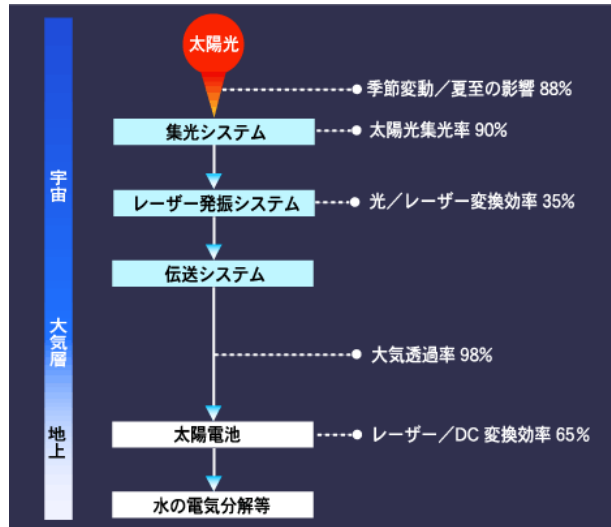 太陽光
季節変動／夏至の影響 88%
集光システム
太陽光集光率 90%
宇宙
レーザー発振システム
光／レーザー変換効率 35%
伝送システム
大気層
大気透過率 98%
地上
太陽電池
レーザー／DC 変換効率 65%
水の電気分解等